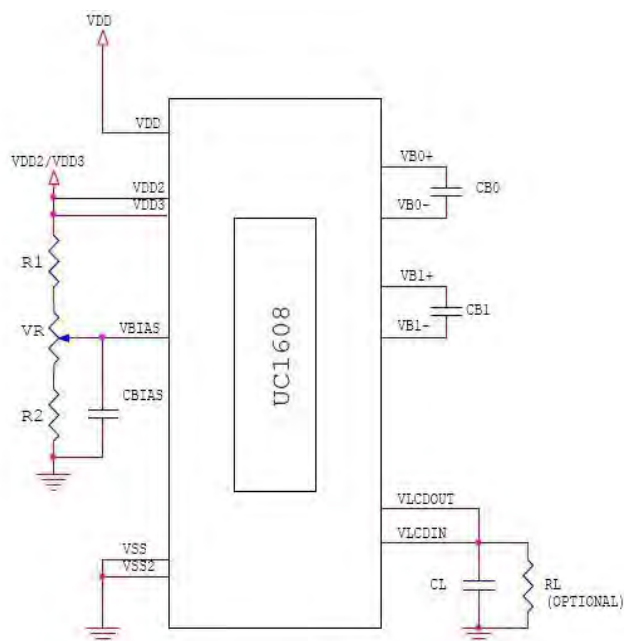 VDD
VDD
VDD2/VDD3
VDD2
VDD3
R1
VR
VBIAS
CBIAS
R2
VSS
VSS2
UC1608
VB0+
CB0
VB0-
VB1+
CB1
VB1-
VLCDOUT
VLCDIN
CL
RL
(OPTIONAL)